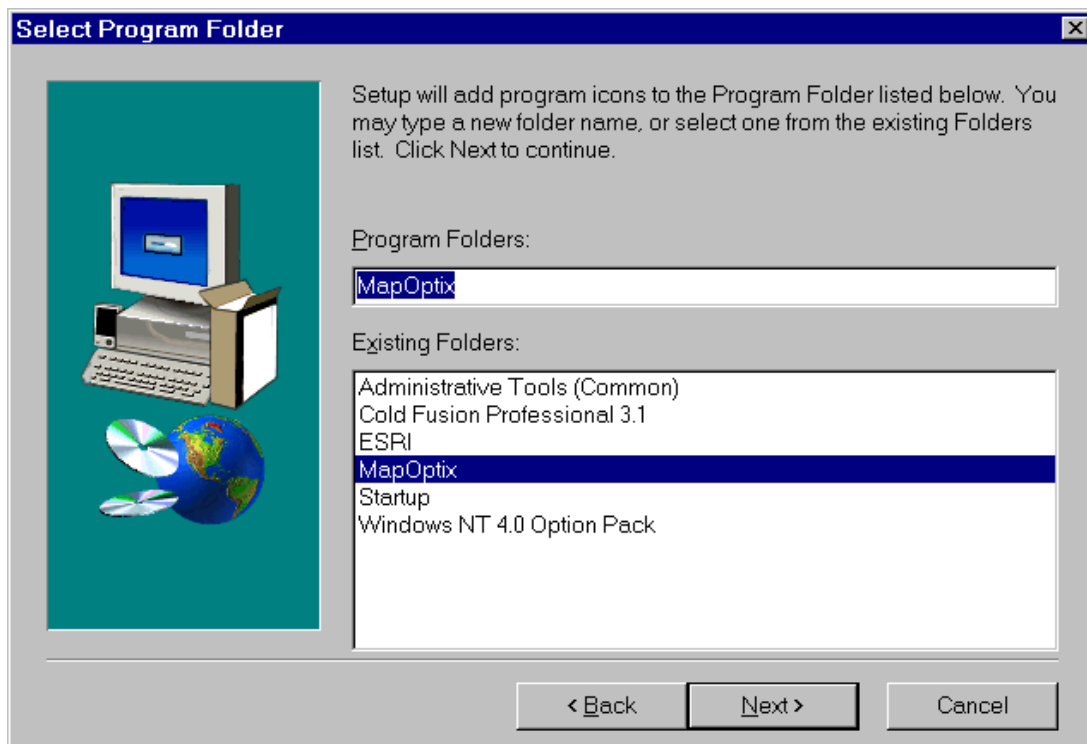 Select Program Folder
Setup will add program icons to the Program Folder listed below.  You
may type a new folder name, or select one from the existing Folders
list.  Click Next to continue.
Program Folders:
MapOptix
Existing Folders:
Administrative Tools (Common)
Cold Fusion Professional 3.1
ESRI
MapOptix
Startup
Windows NT 4.0 Option Pack
< Back
Next >
Cancel